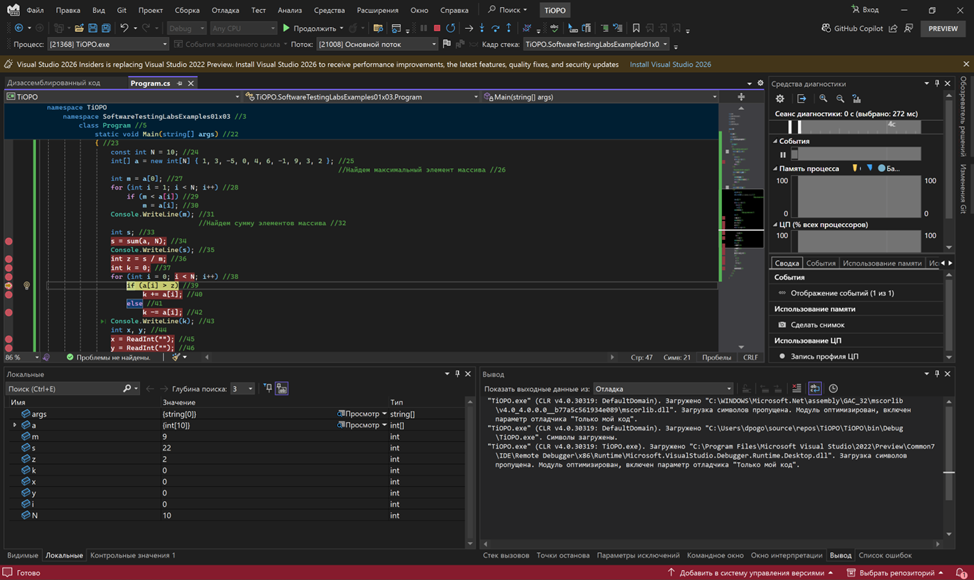 Файл Правка Вид Git Проект Сборка Отладка Тест Анализ Средства Расширения Окно Справка Поиск TiOPO Вход
Debug Any CPU Продолжить GitHub Copilot PREVIEW
Процесс: [21368] TiOPO.exe События жизненного цикла Поток: [21008] Основной поток Кадр стека: TiOPO.SoftwareTestingLabsExamples01x0
Visual Studio 2026 Insiders is replacing Visual Studio 2022 Preview. Install Visual Studio 2026 to receive performance improvements, the latest features, quality fixes, and security updates Install Visual Studio 2026
Дизассемблированный код Program.cs
TiOPO TiOPO.SoftwareTestingLabsExamples01x03.Program Main(string[] args)
namespace TiOPO
namespace SoftwareTestingLabsExamples01x03 //3
class Program //5
static void Main(string[] args) //22
{ //23
const int N = 10; //24
int[] a = new int[N] { 1, 3, -5, 0, 4, 6, -1, 9, 3, 2 }; //25
//Найдем максимальный элемент массива //26
int m = a[0]; //27
for (int i = 1; i < N; i++) //28
if (m < a[i]) //29
m = a[i]; //30
Console.WriteLine(m); //31
//Найдем сумму элементов массива //32
int s; //33
s = sum(a, N); //34
Console.WriteLine(s); //35
int z = s / m; //36
int k = 0; //37
for (int i = 0; i < N; i++) //38
if (a[i] > z) //39
k += a[i]; //40
else //41
k -= a[i]; //42
Console.WriteLine(k); //43
int x, y; //44
x = ReadInt(""); //45
y = ReadInt(""); //46
86 % Проблемы не найдены. Стр: 47 Симв: 21 Пробелы CRLF
Средства диагностики
Сеанс диагностики: 0 с (выбрано: 272 мс)
События
Память процесса Ба...
100 100
0 0
ЦП (% всех процессоров)
100 100
Сводка События Использование памяти Ис
События
Отображение событий (1 из 1)
Использование памяти
Сделать снимок
Использование ЦП
Запись профиля ЦП
Обозреватель решений Изменения Git
Локальные
Поиск (Ctrl+E) Глубина поиска: 3
Имя Значение Тип
args {string[0]} Просмотр string[]
a {int[10]} Просмотр int[]
m 9 int
s 22 int
z 2 int
k 0 int
x 0 int
y 0 int
i 0 int
N 10 int
Видимые Локальные Контрольные значения 1
Вывод
Показать выходные данные из: Отладка
"TiOPO.exe" (CLR v4.0.30319: DefaultDomain). Загружено "C:\WINDOWS\Microsoft.Net\assembly\GAC_32\mscorlib
\v4.0_4.0.0.0__b77a5c561934e089\mscorlib.dll". Загрузка символов пропущена. Модуль оптимизирован, включен
параметр отладчика "Только мой код".
"TiOPO.exe" (CLR v4.0.30319: DefaultDomain). Загружено "C:\Users\dpogo\source\repos\TiOPO\TiOPO\bin\Debug
\TiOPO.exe". Символы загружены.
"TiOPO.exe" (CLR v4.0.30319: TiOPO.exe). Загружено "C:\Program Files\Microsoft Visual Studio\2022\Preview\Common7
\IDE\Remote Debugger\x86\Runtime\Microsoft.VisualStudio.Debugger.Runtime.Desktop.dll". Загрузка символов
пропущена. Модуль оптимизирован, включен параметр отладчика "Только мой код".
Стек вызовов Точки останова Параметры исключений Командное окно Окно интерпретации Вывод Список ошибок
Готово Добавить в систему управления версиями Выбрать репозиторий